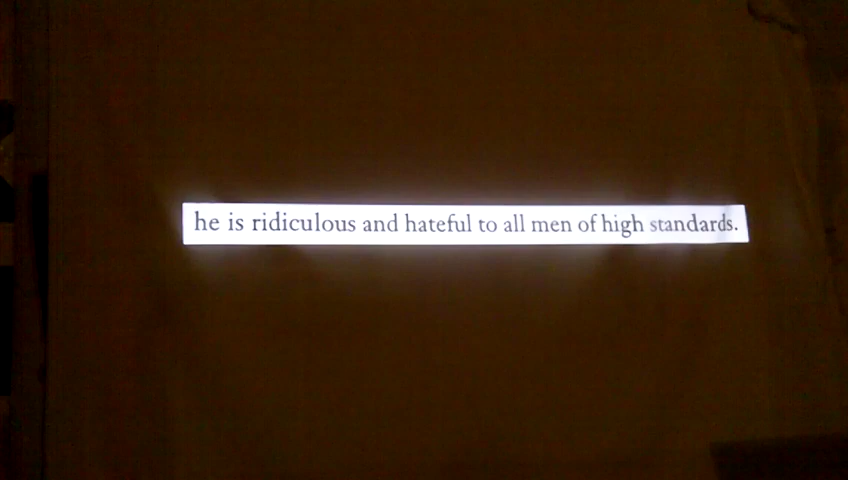 he is ridiculous and hateful to all men of high standards.